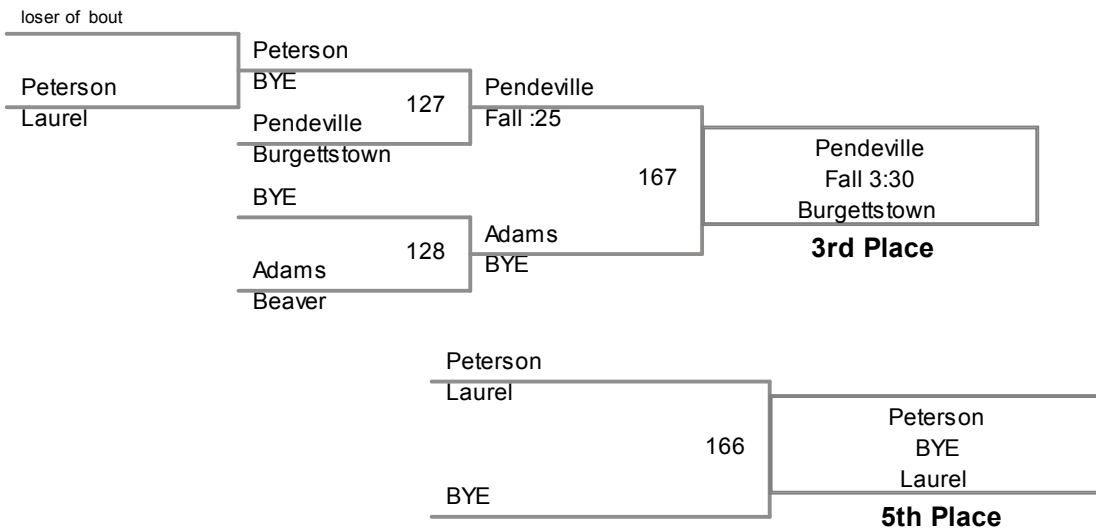 loser of bout
Peterson
Laurel
Peterson
BYE
127
Pendeville
Burgettstown
Pendeville
Fall :25
BYE
128
Adams
Beaver
Adams
BYE
167
Pendeville
Fall 3:30
Burgettstown
3rd Place
Peterson
Laurel
166
BYE
Peterson
BYE
Laurel
5th Place